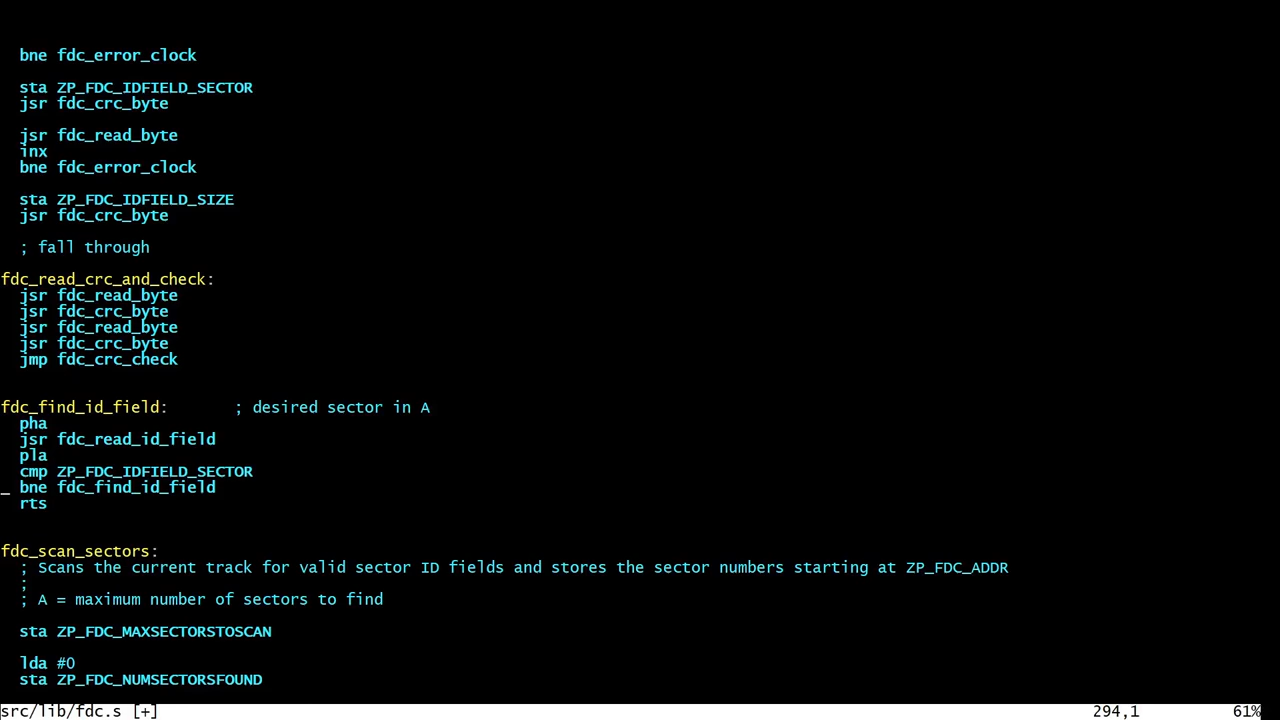 bne fdc_error_clock
sta ZP_FDC_IDFIELD_SECTOR
jsr fdc_crc_byte
jsr fdc_read_byte
inx
bne fdc_error_clock
sta ZP_FDC_IDFIELD_SIZE
jsr fdc_crc_byte
; fall through
fdc_read_crc_and_check:
jsr fdc_read_byte
jsr fdc_crc_byte
jsr fdc_read_byte
jsr fdc_crc_byte
jmp fdc_crc_check
fdc_find_id_field:       ; desired sector in A
pha
jsr fdc_read_id_field
pla
cmp ZP_FDC_IDFIELD_SECTOR
bne fdc_find_id_field
rts
fdc_scan_sectors:
; Scans the current track for valid sector ID fields and stores the sector numbers starting at ZP_FDC_ADDR
;
; A = maximum number of sectors to find
sta ZP_FDC_MAXSECTORSTOSCAN
lda #0
sta ZP_FDC_NUMSECTORSFOUND
src/lib/fdc.s [+] 294,1 61%